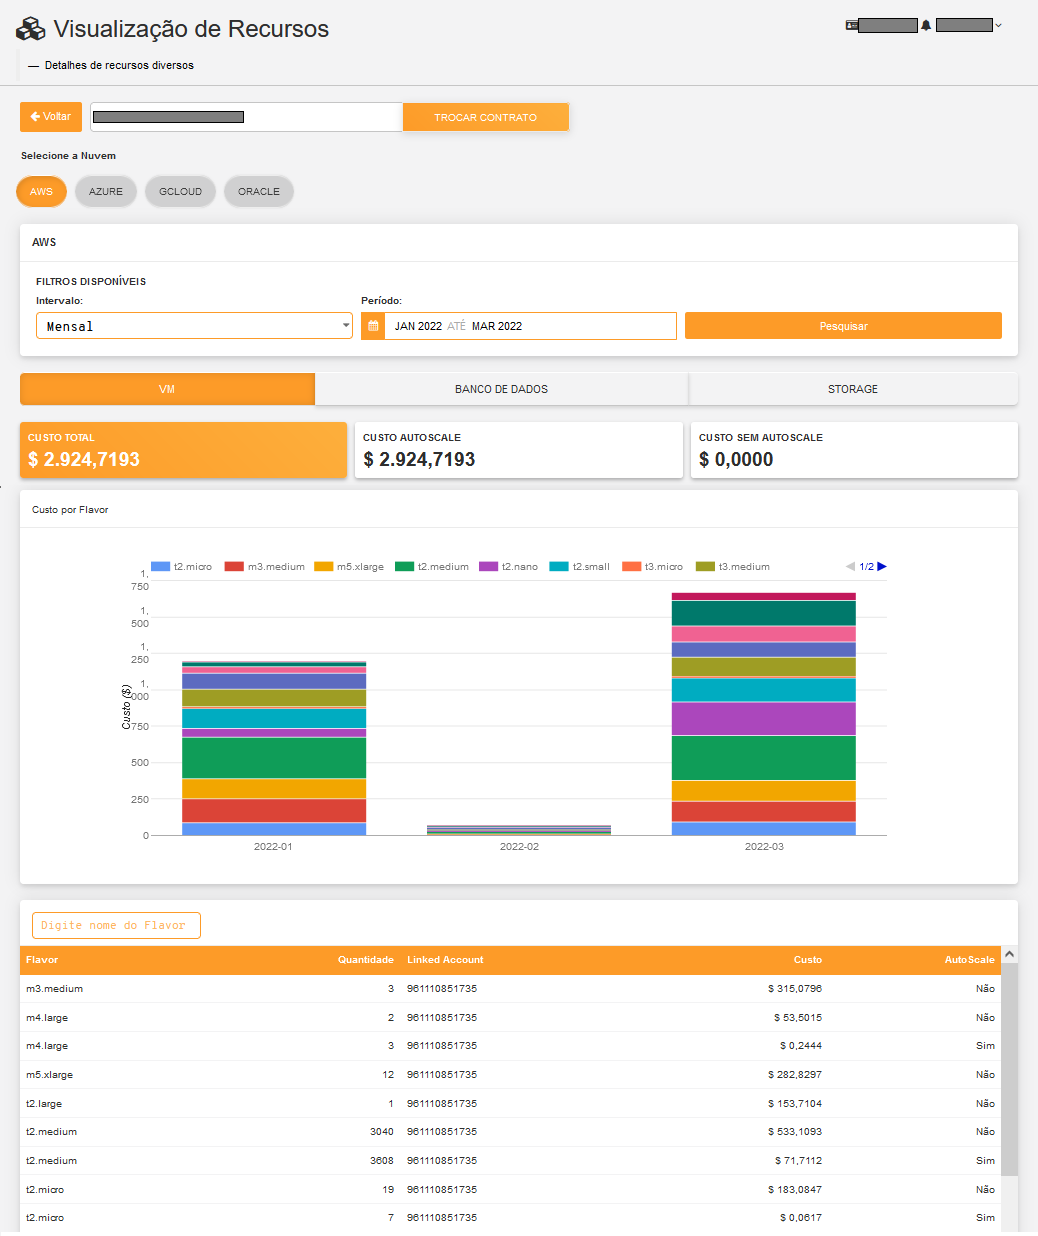 Visualização de Recursos
— Detalhes de recursos diversos
Voltar
TROCAR CONTRATO
Selecione a Nuvem
AWS AZURE GCLOUD ORACLE
AWS
FILTROS DISPONÍVEIS
Intervalo: Período:
Mensal JAN 2022 ATÉ MAR 2022 Pesquisar
VM BANCO DE DADOS STORAGE
CUSTO TOTAL CUSTO AUTOSCALE CUSTO SEM AUTOSCALE
$ 2.924,7193 $ 2.924,7193 $ 0,0000
Custo por Flavor
t2.micro m3.medium m5.xlarge t2.medium t2.nano t2.small t3.micro t3.medium 1/2
1,
750
1,
500
1,
250
1,
000
750
500
250
0
Custo ($)
2022-01 2022-02 2022-03
Digite nome do Flavor
Flavor Quantidade Linked Account Custo AutoScale
m3.medium 3 961110851735 $ 315,0796 Não
m4.large 2 961110851735 $ 53,5015 Não
m4.large 3 961110851735 $ 0,2444 Sim
m5.xlarge 12 961110851735 $ 282,8297 Não
t2.large 1 961110851735 $ 153,7104 Não
t2.medium 3040 961110851735 $ 533,1093 Não
t2.medium 3608 961110851735 $ 71,7112 Sim
t2.micro 19 961110851735 $ 183,0847 Não
t2.micro 7 961110851735 $ 0,0617 Sim